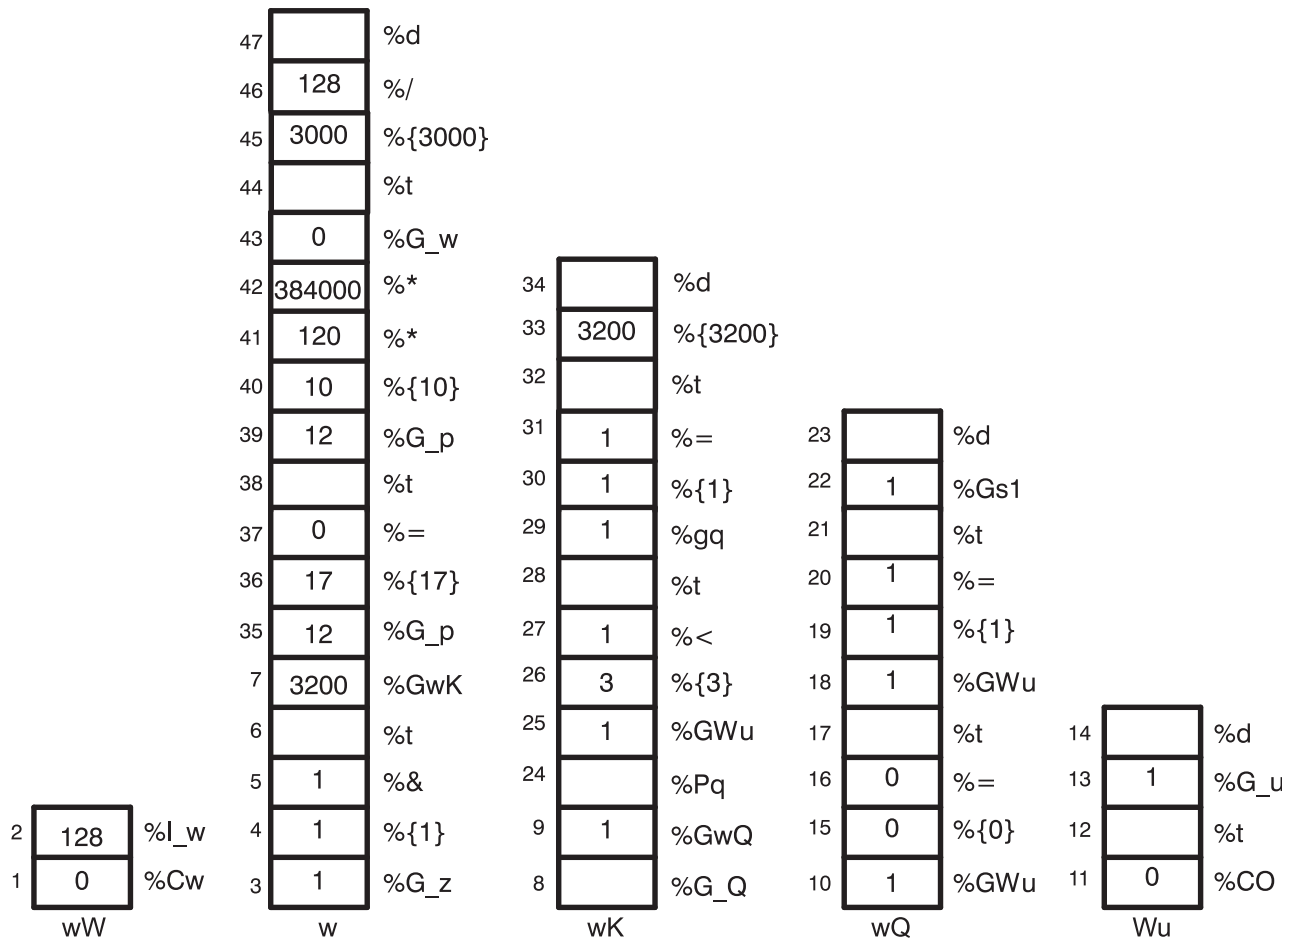 47 %d
46 128 %/
45 3000 %{3000}
44 %t
43 0 %G_w
42 384000 %*
41 120 %*
40 10 %{10}
39 12 %G_p
38 %t
37 0 %=
36 17 %{17}
35 12 %G_p
7 3200 %GwK
6 %t
5 1 %&
4 1 %{1}
3 1 %G_z
w
2 128 %I_w
1 0 %Cw
wW
34 %d
33 3200 %{3200}
32 %t
31 1 %=
30 1 %{1}
29 1 %gq
28 %t
27 1 %<
26 3 %{3}
25 1 %GWu
24 %Pq
9 1 %GwQ
8 %G_Q
wK
23 %d
22 1 %Gs1
21 %t
20 1 %=
19 1 %{1}
18 1 %GWu
17 %t
16 0 %=
15 0 %{0}
10 1 %GWu
wQ
14 %d
13 1 %G_u
12 %t
11 0 %CO
Wu